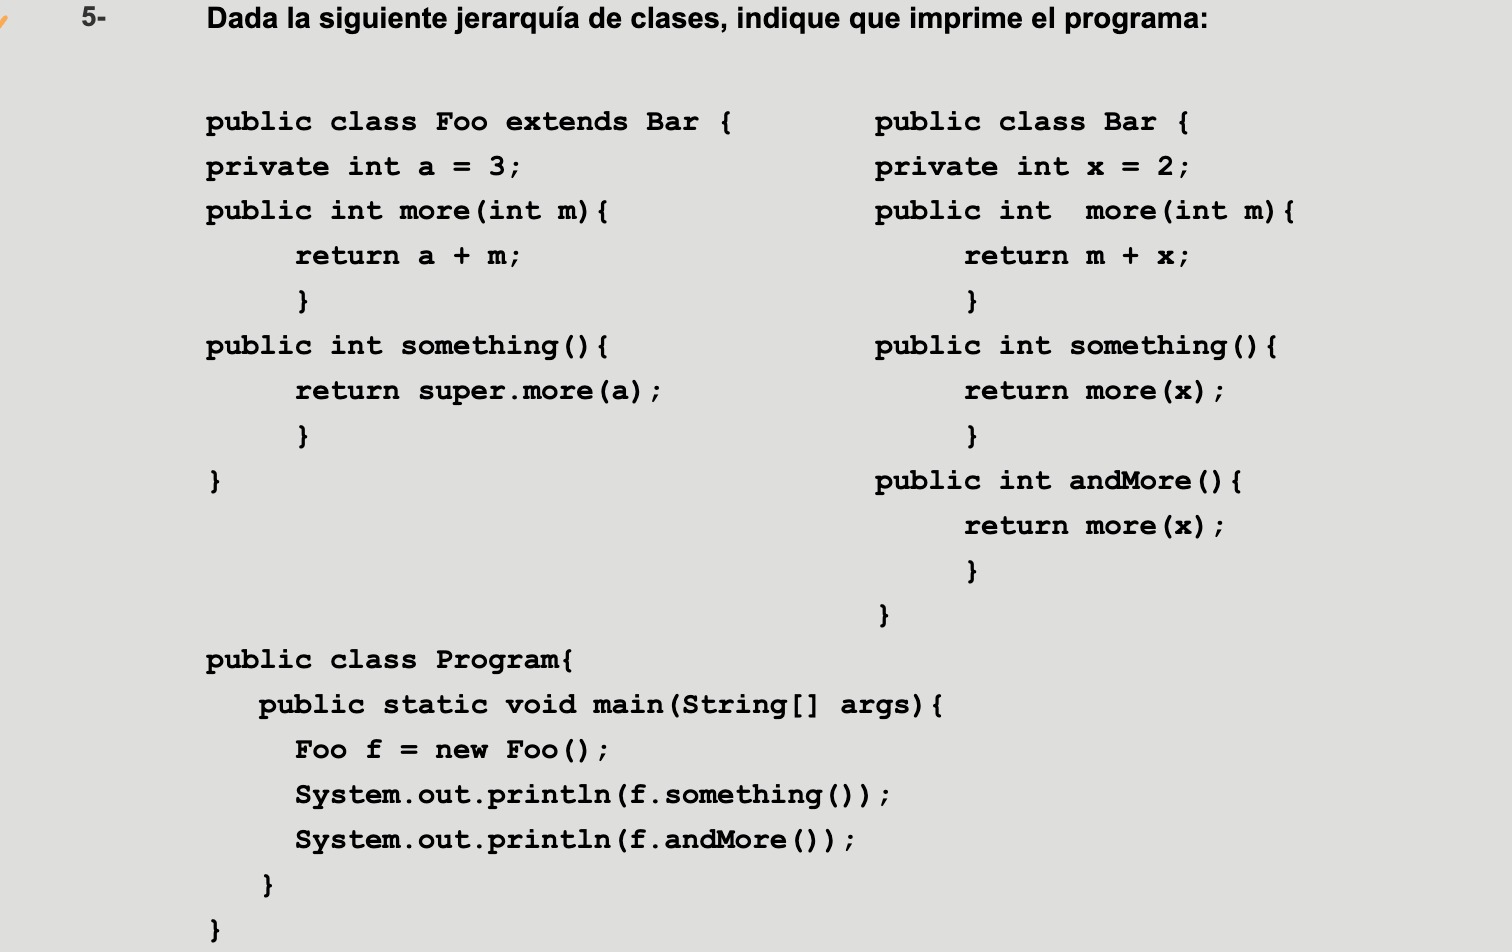 5- Dada la siguiente jerarquía de clases, indique que imprime el programa:
public class Foo extends Bar {
private int a = 3;
public int more(int m){
return a + m;
}
public int something(){
return super.more(a);
}
}
public class Bar {
private int x = 2;
public int  more(int m){
return m + x;
}
public int something(){
return more(x);
}
public int andMore(){
return more(x);
}
}
public class Program{
public static void main(String[] args){
Foo f = new Foo();
System.out.println(f.something());
System.out.println(f.andMore());
}
}